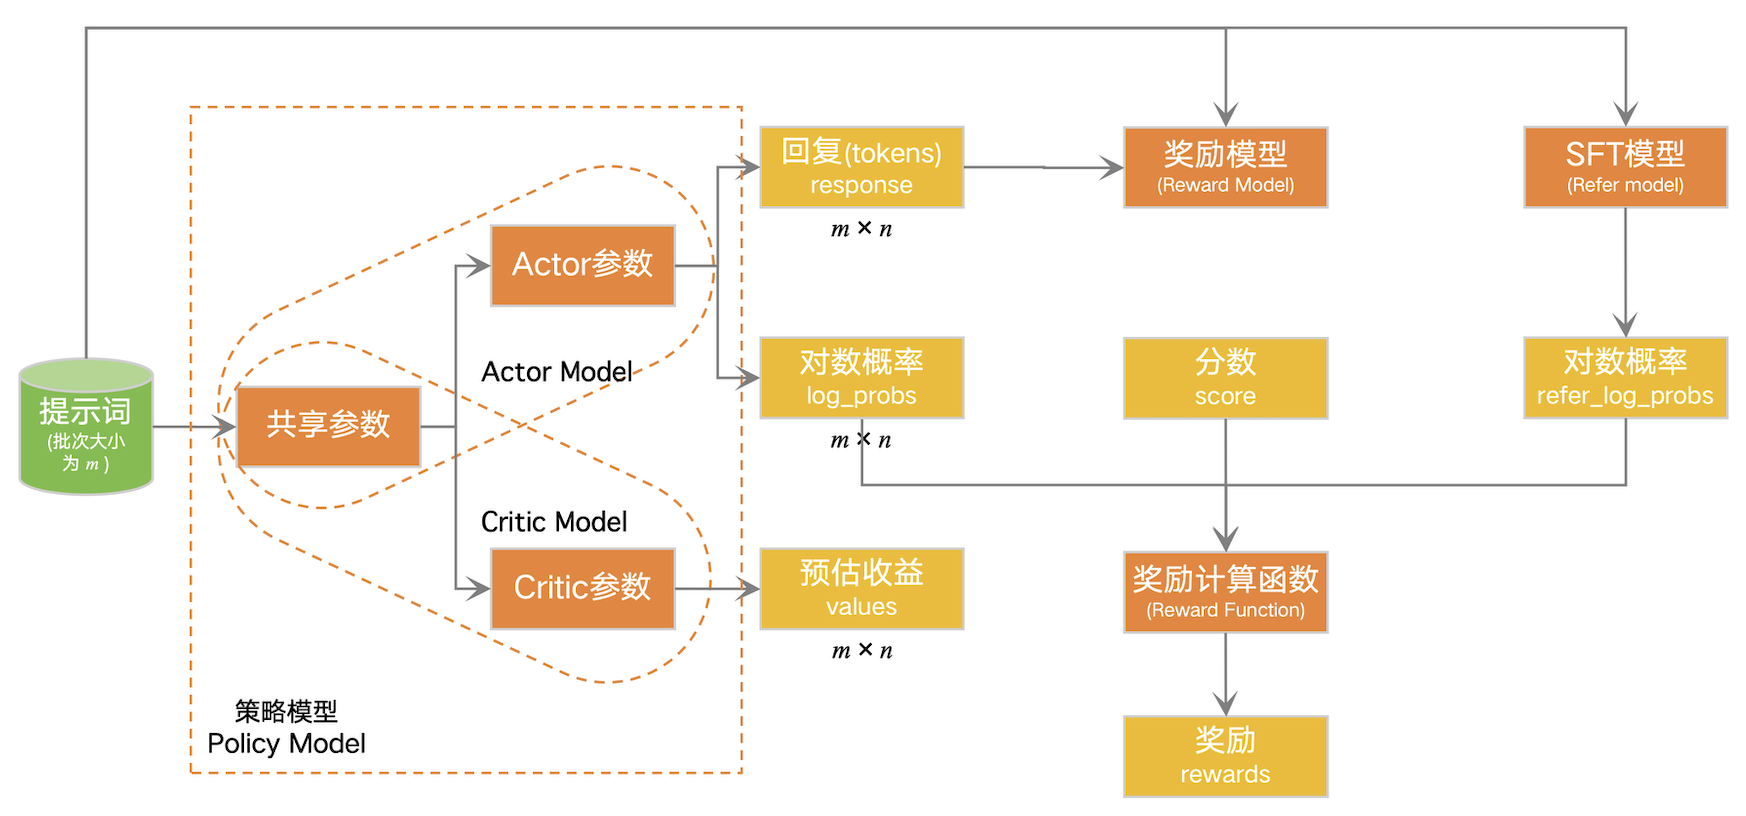 提示词
(批次大小
为 m )
共享参数
Actor参数
Actor Model
Critic Model
Critic参数
策略模型
Policy Model
回复(tokens)
response
m × n
对数概率
log_probs
m × n
预估收益
values
m × n
奖励模型
(Reward Model)
分数
score
奖励计算函数
(Reward Function)
奖励
rewards
SFT模型
(Refer model)
对数概率
refer_log_probs